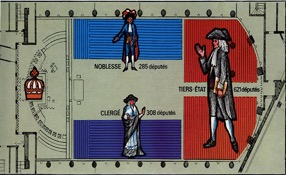 NOBLESSE 285 députés
TIERS-ÉTAT 621 députés
CLERGÉ 308 députés